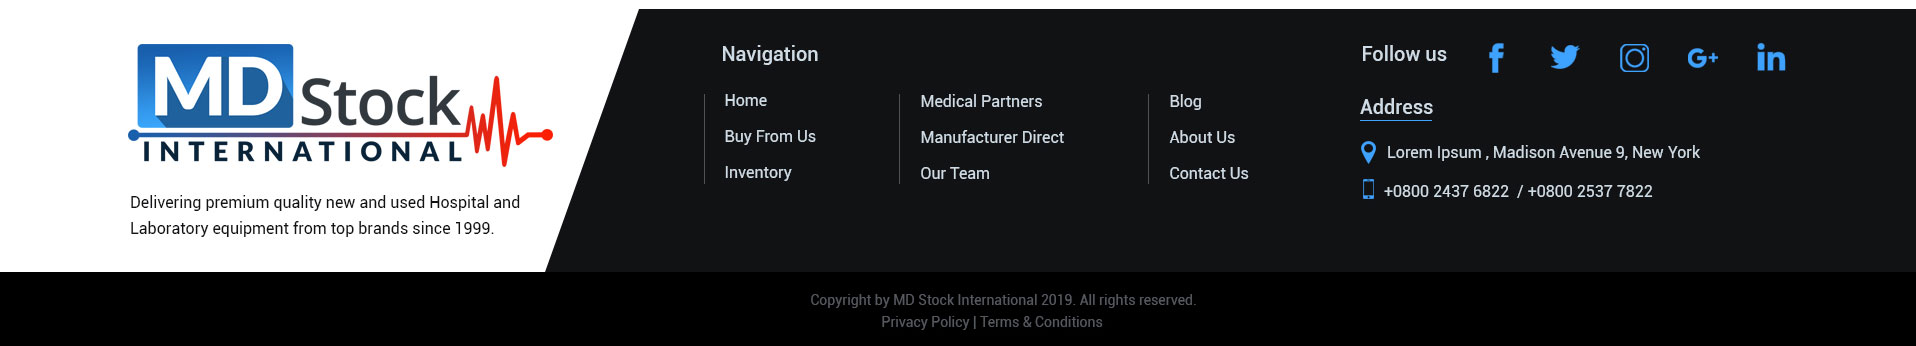 MD Stock
INTERNATIONAL
Delivering premium quality new and used Hospital and
Laboratory equipment from top brands since 1999.
Navigation
Home
Buy From Us
Inventory
Medical Partners
Manufacturer Direct
Our Team
Blog
About Us
Contact Us
Follow us
Address
Lorem Ipsum , Madison Avenue 9, New York
+0800 2437 6822 / +0800 2537 7822
Copyright by MD Stock International 2019. All rights reserved.
Privacy Policy | Terms & Conditions